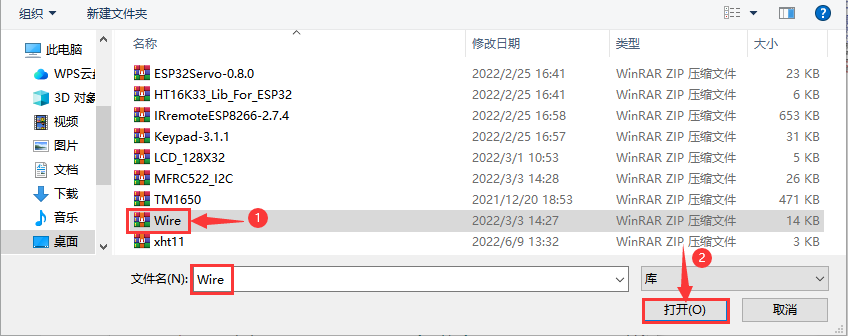 组织 新建文件夹 ?
此电脑
WPS云盘
3D 对象
视频
图片
文档
下载
音乐
桌面
名称 修改日期 类型 大小
ESP32Servo-0.8.0 2022/2/25 16:41 WinRAR ZIP 压缩文件 23 KB
HT16K33_Lib_For_ESP32 2022/2/25 16:41 WinRAR ZIP 压缩文件 6 KB
IRremoteESP8266-2.7.4 2022/2/25 16:58 WinRAR ZIP 压缩文件 653 KB
Keypad-3.1.1 2022/2/25 16:57 WinRAR ZIP 压缩文件 31 KB
LCD_128X32 2022/3/1 10:53 WinRAR ZIP 压缩文件 5 KB
MFRC522_I2C 2022/3/3 14:28 WinRAR ZIP 压缩文件 26 KB
TM1650 2021/12/20 18:53 WinRAR ZIP 压缩文件 471 KB
Wire 1 2022/3/3 14:27 WinRAR ZIP 压缩文件 14 KB
xht11 2022/6/9 13:32 WinRAR ZIP 压缩文件 3 KB
2
文件名(N): Wire 库
打开(O) 取消